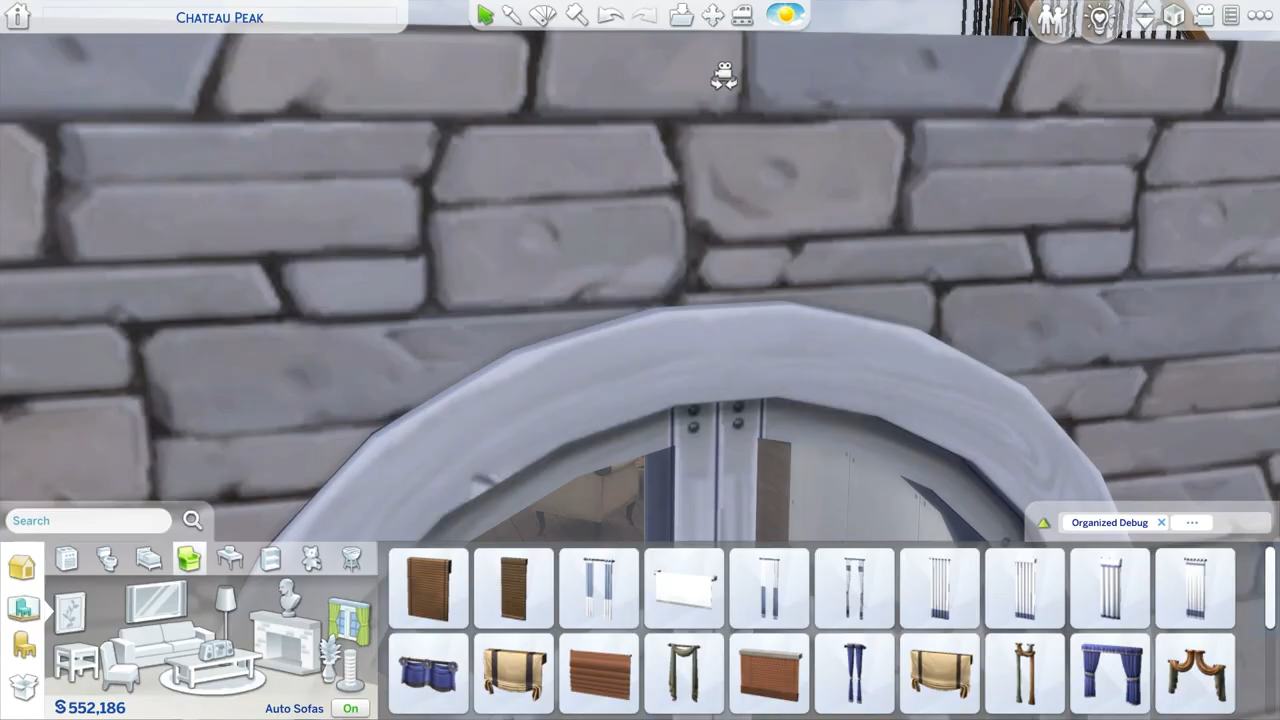 CHATEAU PEAK
Search
Organized Debug
§552,186
Auto Sofas On